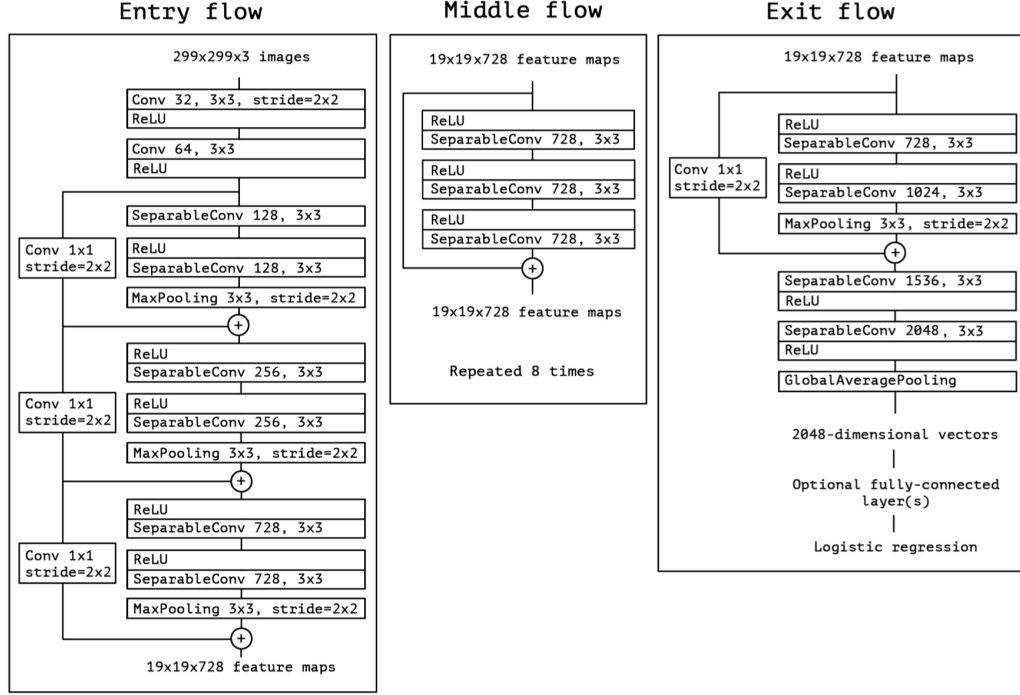 Entry flow
299x299x3 images
Conv 32, 3x3, stride=2x2
ReLU
Conv 64, 3x3
ReLU
SeparableConv 128, 3x3
Conv 1x1
stride=2x2
ReLU
SeparableConv 128, 3x3
MaxPooling 3x3, stride=2x2
+
ReLU
SeparableConv 256, 3x3
Conv 1x1
stride=2x2
ReLU
SeparableConv 256, 3x3
MaxPooling 3x3, stride=2x2
+
ReLU
SeparableConv 728, 3x3
Conv 1x1
stride=2x2
ReLU
SeparableConv 728, 3x3
MaxPooling 3x3, stride=2x2
+
19x19x728 feature maps
Middle flow
19x19x728 feature maps
ReLU
SeparableConv 728, 3x3
ReLU
SeparableConv 728, 3x3
ReLU
SeparableConv 728, 3x3
+
19x19x728 feature maps
Repeated 8 times
Exit flow
19x19x728 feature maps
ReLU
SeparableConv 728, 3x3
Conv 1x1
stride=2x2
ReLU
SeparableConv 1024, 3x3
MaxPooling 3x3, stride=2x2
+
SeparableConv 1536, 3x3
ReLU
SeparableConv 2048, 3x3
ReLU
GlobalAveragePooling
2048-dimensional vectors
Optional fully-connected
layer(s)
Logistic regression